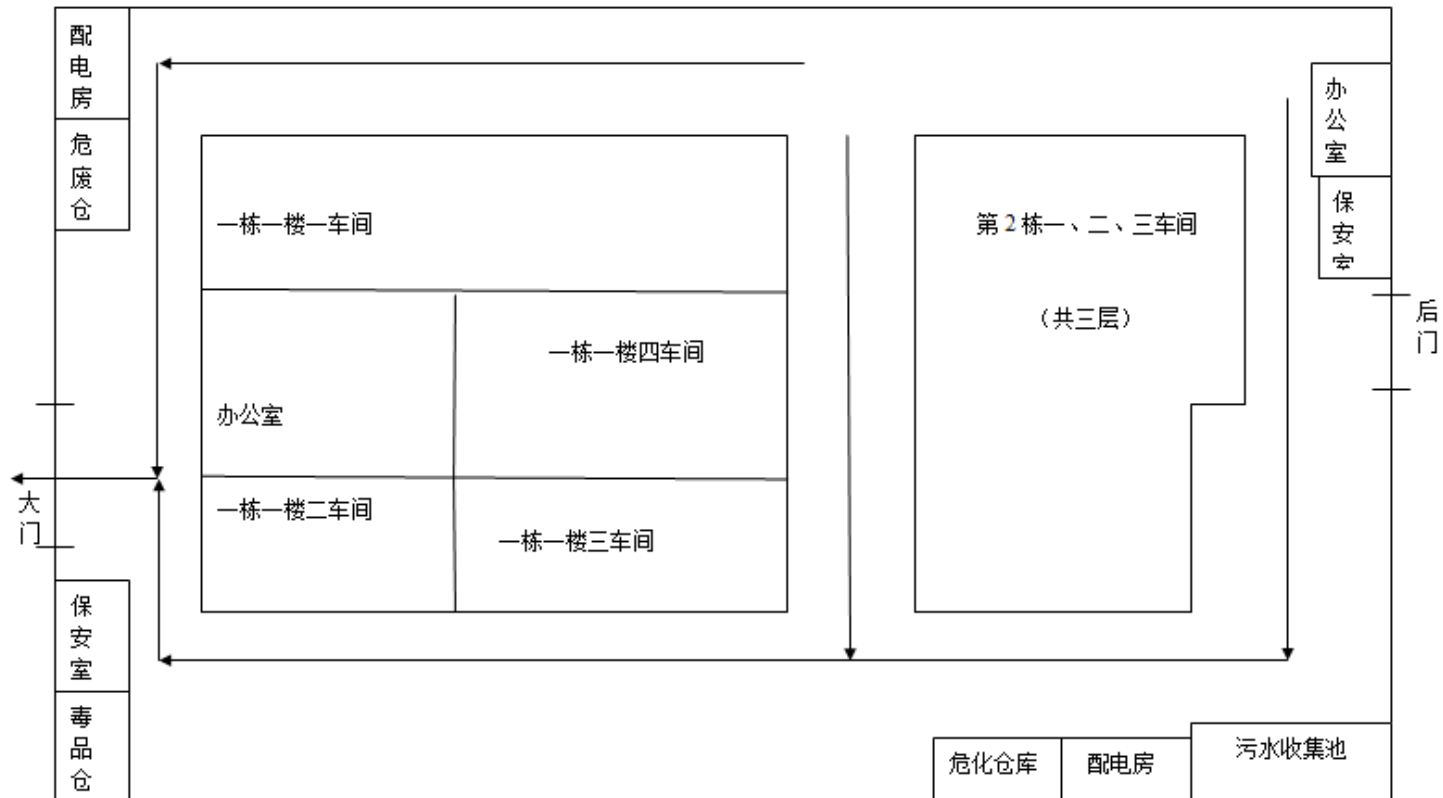 配电房
危废仓
办公室
保安室
一栋一楼一车间
第2栋一、二、三车间
（共三层）
后门
一栋一楼四车间
办公室
大门
一栋一楼二车间
一栋一楼三车间
保安室
毒品仓
危化仓库
配电房
污水收集池